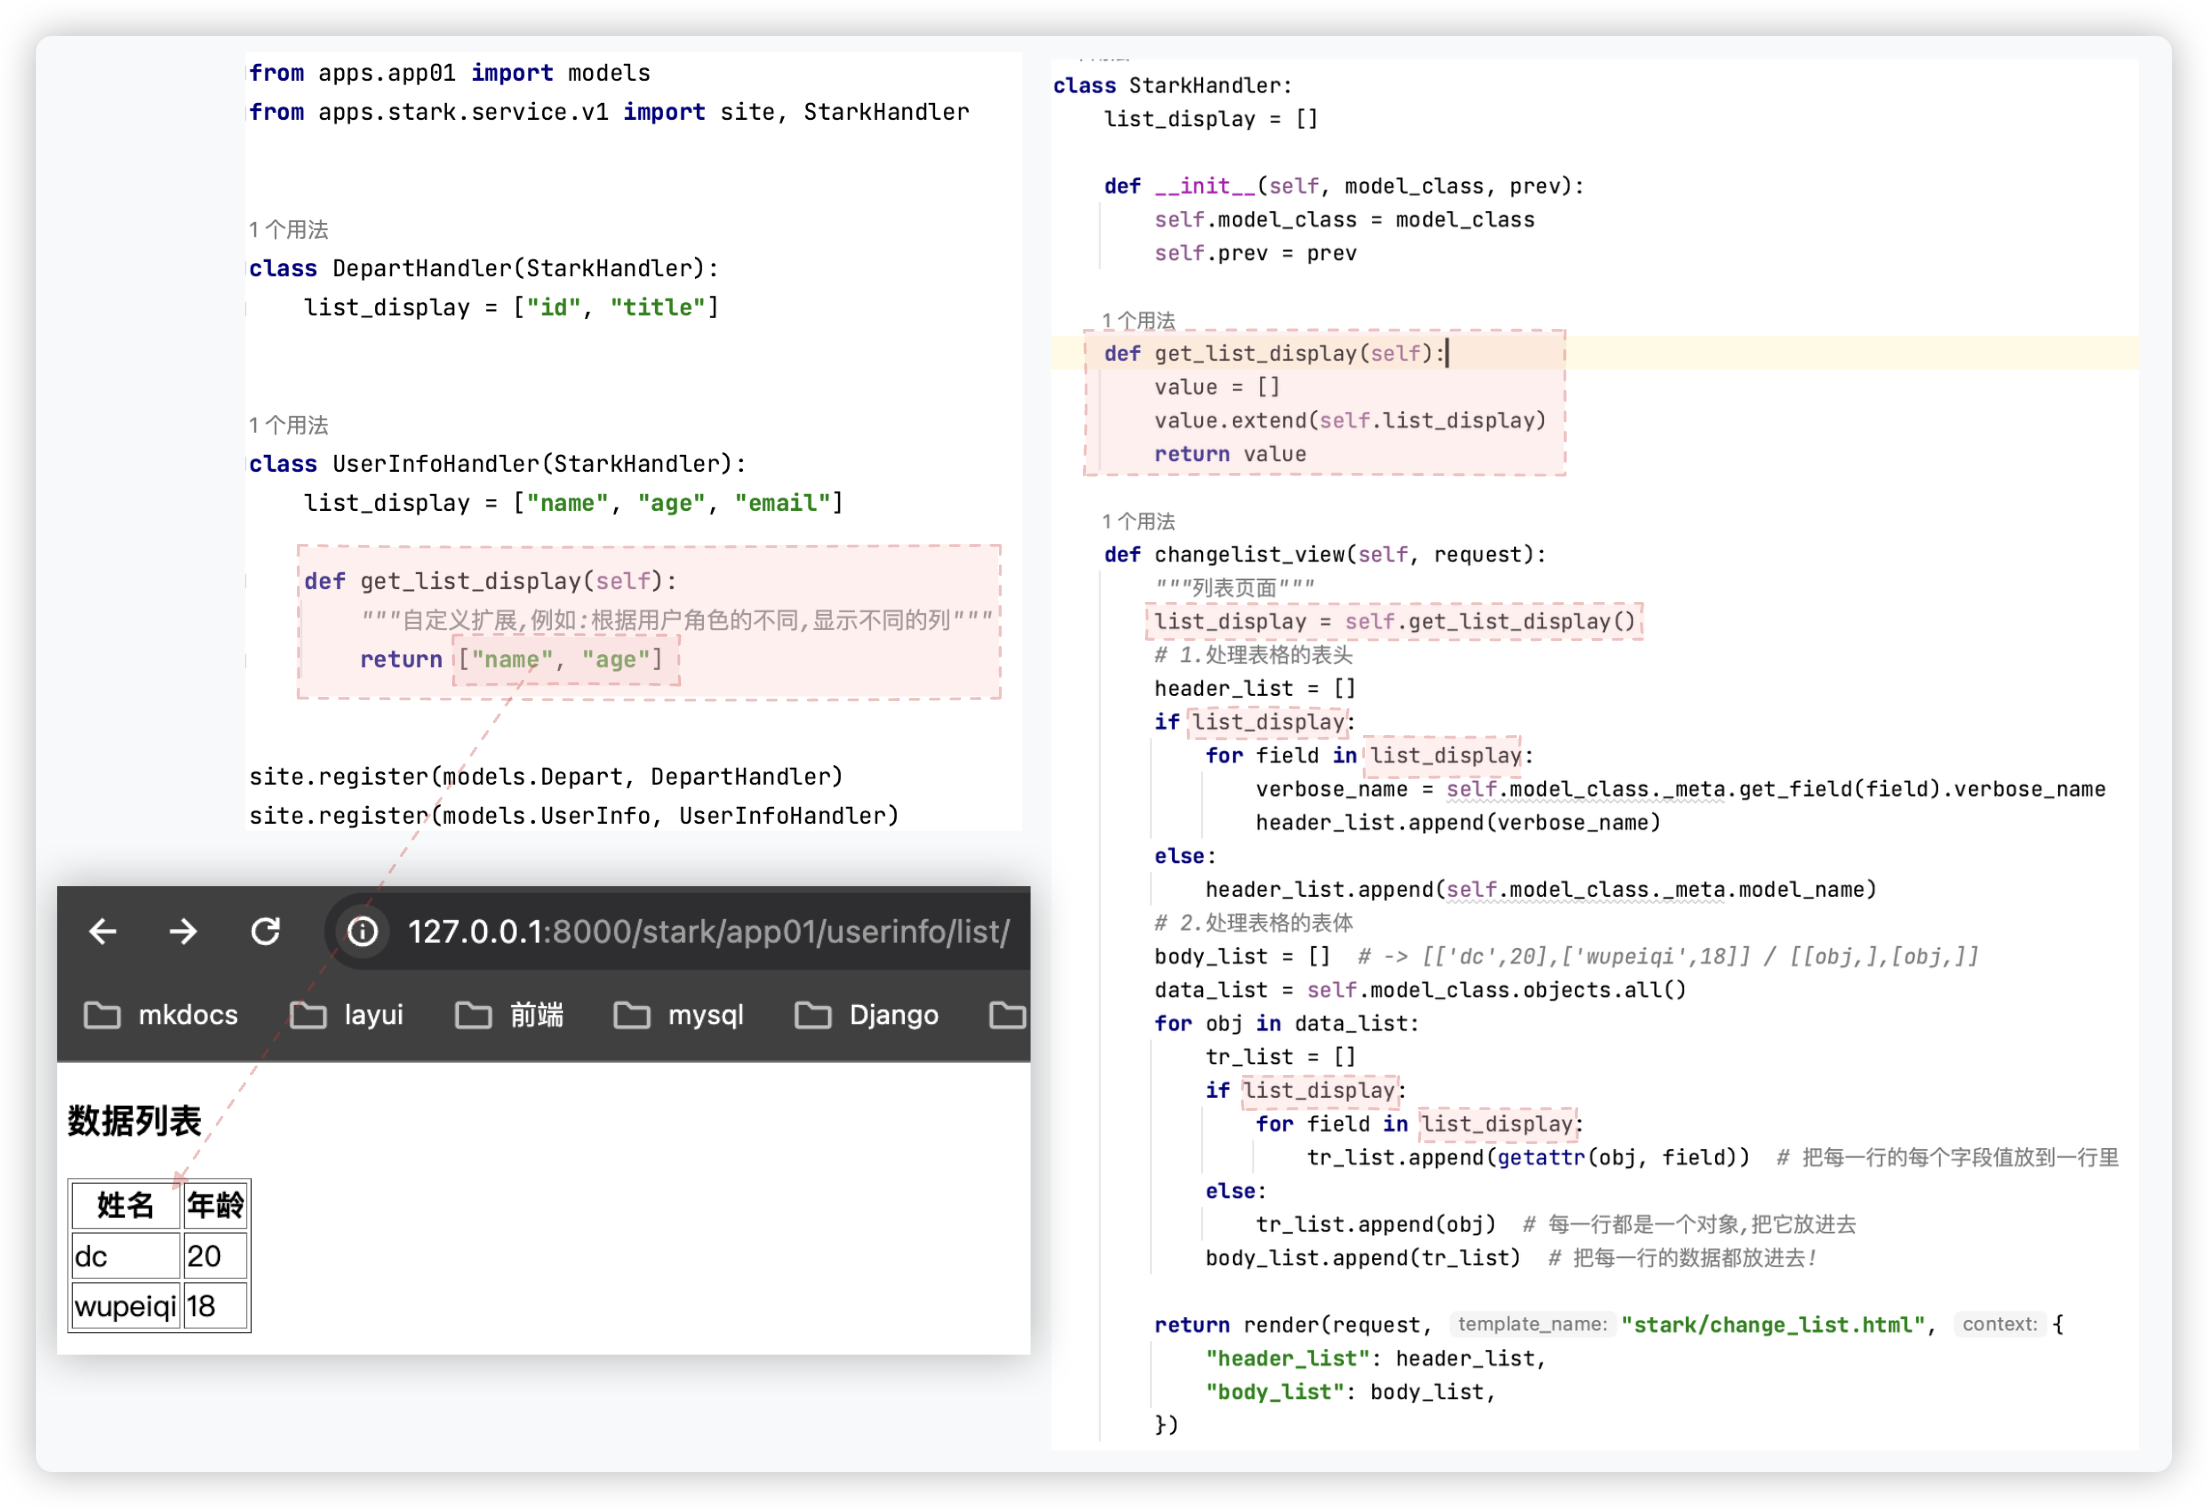 from apps.app01 import models
from apps.stark.service.v1 import site, StarkHandler
1 个用法
class DepartHandler(StarkHandler):
    list_display = ["id", "title"]
1 个用法
class UserInfoHandler(StarkHandler):
    list_display = ["name", "age", "email"]
    def get_list_display(self):
        """自定义扩展,例如:根据用户角色的不同,显示不同的列"""
        return ["name", "age"]
site.register(models.Depart, DepartHandler)
site.register(models.UserInfo, UserInfoHandler)
127.0.0.1:8000/stark/app01/userinfo/list/
mkdocs layui 前端 mysql Django
数据列表
姓名 年龄
dc 20
wupeiqi 18
class StarkHandler:
    list_display = []
    def __init__(self, model_class, prev):
        self.model_class = model_class
        self.prev = prev
    1 个用法
    def get_list_display(self):
        value = []
        value.extend(self.list_display)
        return value
    1 个用法
    def changelist_view(self, request):
        """列表页面"""
        list_display = self.get_list_display()
        # 1.处理表格的表头
        header_list = []
        if list_display:
            for field in list_display:
                verbose_name = self.model_class._meta.get_field(field).verbose_name
                header_list.append(verbose_name)
        else:
            header_list.append(self.model_class._meta.model_name)
        # 2.处理表格的表体
        body_list = []  # -> [['dc',20],['wupeiqi',18]] / [[obj,],[obj,]]
        data_list = self.model_class.objects.all()
        for obj in data_list:
            tr_list = []
            if list_display:
                for field in list_display:
                    tr_list.append(getattr(obj, field))  # 把每一行的每个字段值放到一行里
            else:
                tr_list.append(obj)  # 每一行都是一个对象,把它放进去
            body_list.append(tr_list)  # 把每一行的数据都放进去!
        return render(request, template_name: "stark/change_list.html", context: {
            "header_list": header_list,
            "body_list": body_list,
        })